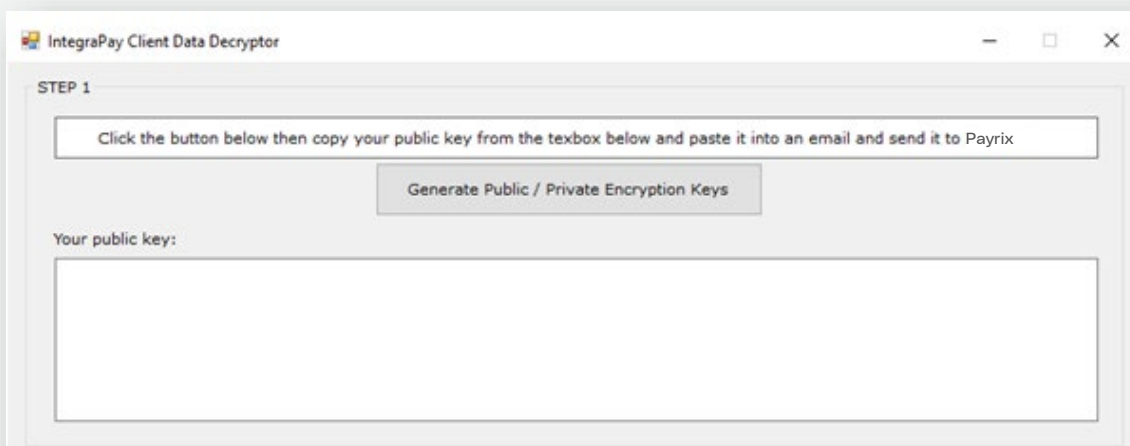 IntegraPay Client Data Decryptor
STEP 1
Click the button below then copy your public key from the texbox below and paste it into an email and send it to Payrix
Generate Public / Private Encryption Keys
Your public key: